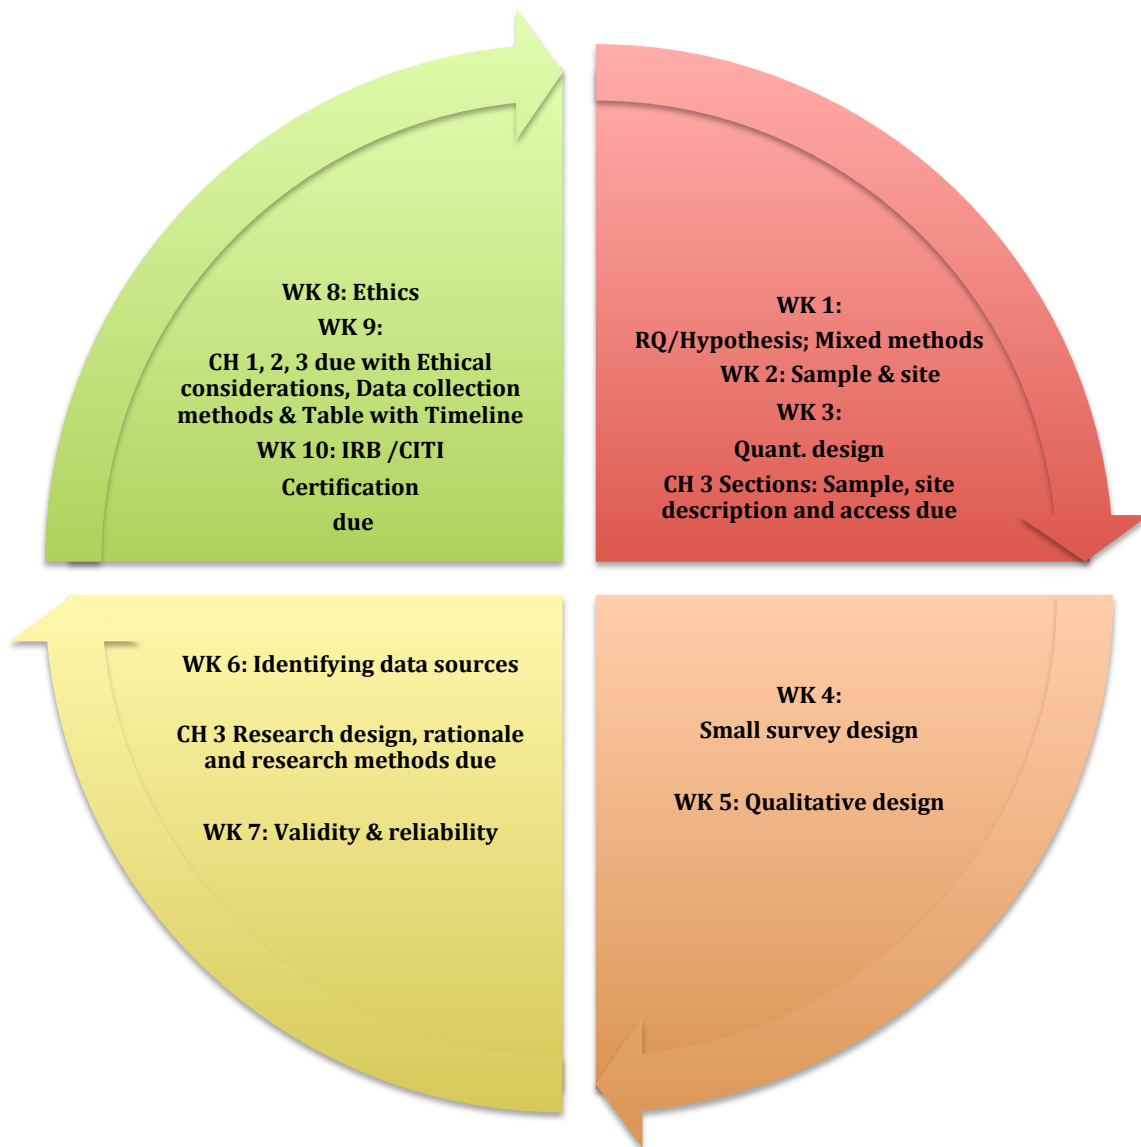 WK 1:
RQ/Hypothesis; Mixed methods
WK 2: Sample & site
WK 3:
Quant. design
CH 3 Sections: Sample, site
description and access due
WK 4:
Small survey design
WK 5: Qualitative design
WK 6: Identifying data sources
CH 3 Research design, rationale
and research methods due
WK 7: Validity & reliability
WK 8: Ethics
WK 9:
CH 1, 2, 3 due with Ethical
considerations, Data collection
methods & Table with Timeline
WK 10: IRB /CITI
Certification
due